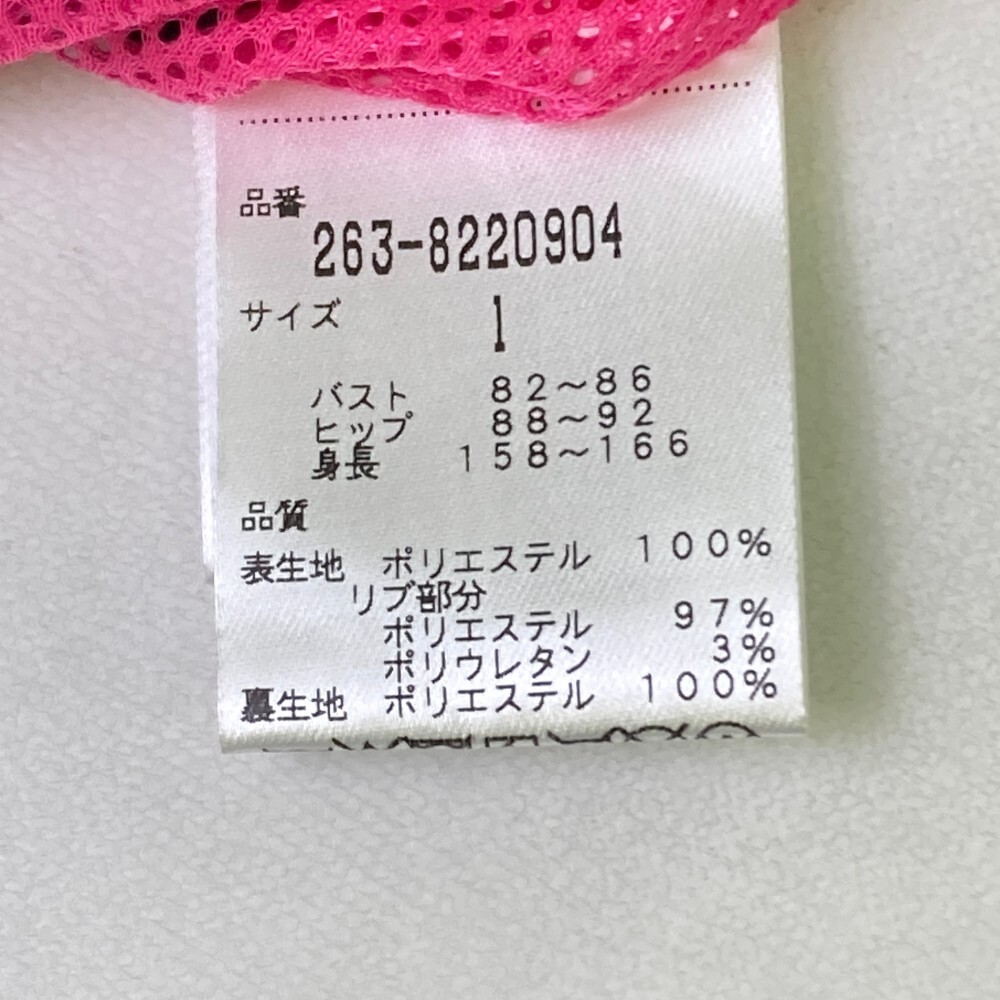 品番
263-8220904
サイズ 1
バスト 82～86
ヒップ 88～92
身長 158～166
品質
表生地 ポリエステル 100%
リブ部分
ポリエステル 97%
ポリウレタン 3%
裏生地 ポリエステル 100%